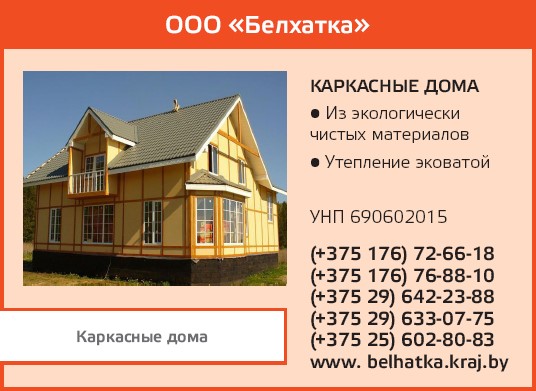 ООО «Белхатка»
КАРКАСНЫЕ ДОМА
● Из экологически
чистых материалов
● Утепление эковатой
УНП 690602015
(+375 176) 72-66-18
(+375 176) 76-88-10
(+375 29) 642-23-88
(+375 29) 633-07-75
(+375 25) 602-80-83
www. belhatka.kraj.by
Каркасные дома